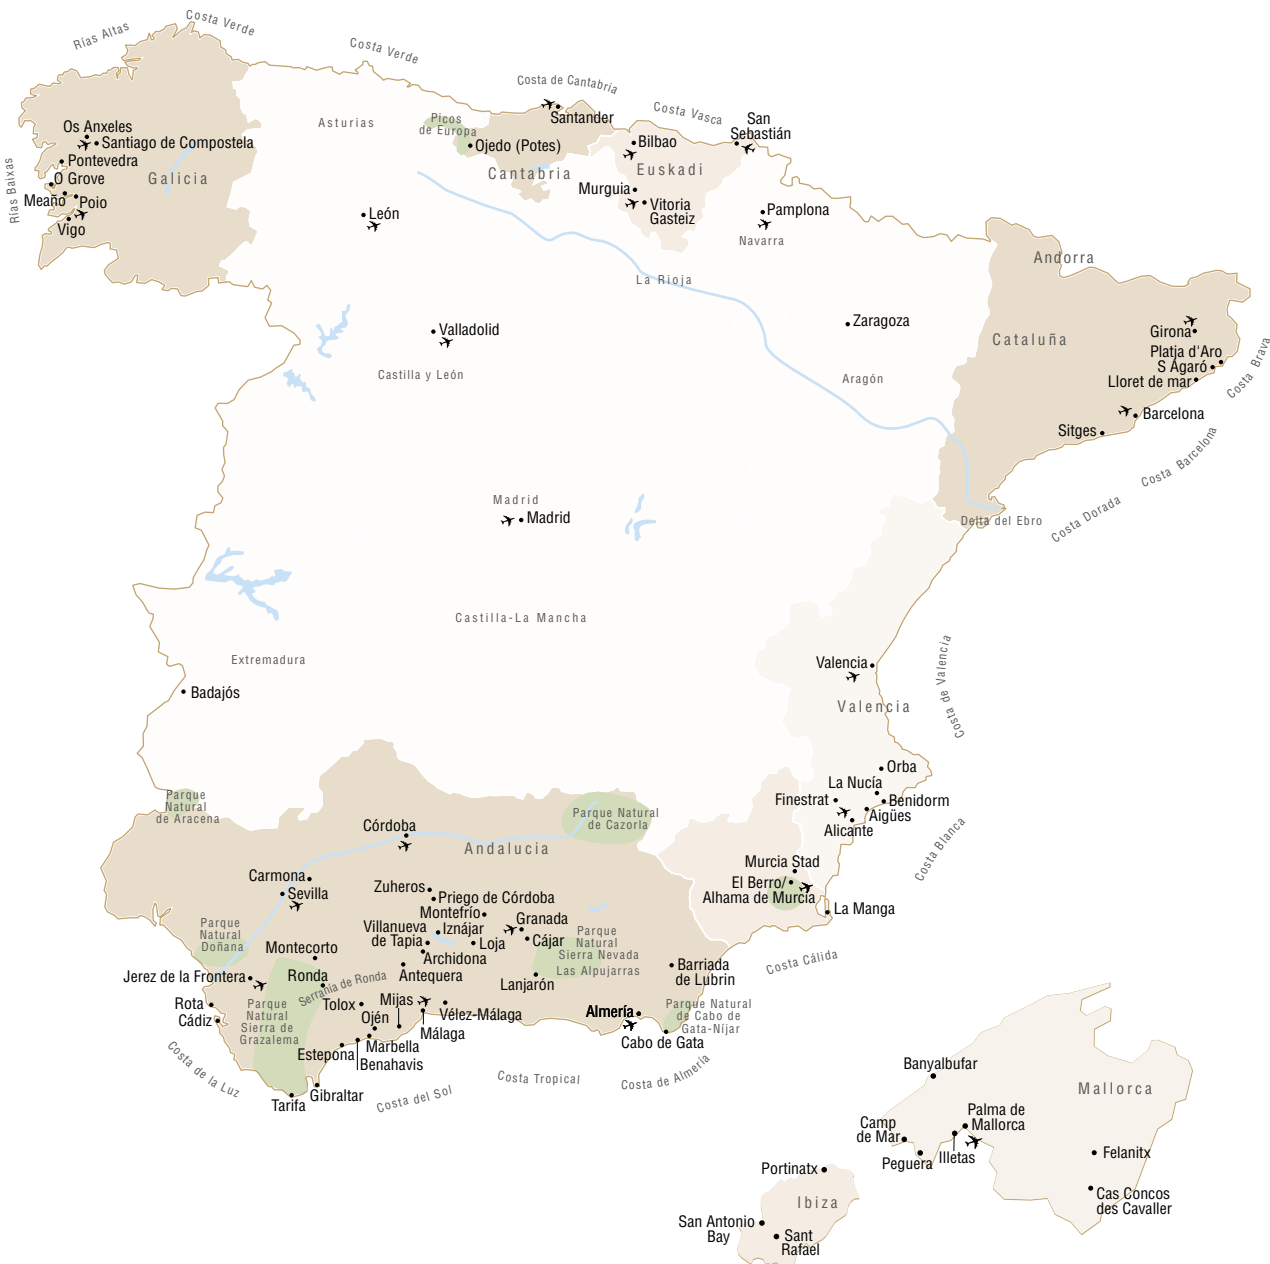 Costa Verde
Rías Altas
Costa Verde
Costa de Cantabria
Costa Vasca
San
Sebastián
Picos
de Europa
Santander
Asturias
Os Anxeles
Santiago de Compostela
Ojedo (Potes)
Bilbao
Pontevedra
Cantabria
Euskadi
O Grove
Galicia
Rías Baixas
Murguia
Meaño
Poio
Vitoria
Gasteiz
León
Pamplona
Vigo
Navarra
Andorra
La Rioja
Zaragoza
Valladolid
Girona
Cataluña
Platja d'Aro
S Agaró
Costa Brava
Castilla y León
Aragón
Lloret de mar
Barcelona
Sitges
Costa Barcelona
Madrid
Madrid
Costa Dorada
Delta del Ebro
Castilla-La Mancha
Extremadura
Valencia
Costa de Valencia
Badajós
Valencia
Orba
La Nucía
Parque
Natural
de Aracena
Finestrat
Benidorm
Parque Natural
de Cazorla
Aigües
Alicante
Córdoba
Andalucia
Costa Blanca
Murcia Stad
Carmona
Sevilla
Zuheros
El Berro/
Alhama de Murcia
Priego de Córdoba
La Manga
Montefrío
Granada
Parque
Natural
Doñana
Villanueva
de Tapia
Iznájar
Cájar
Parque
Natural
Sierra Nevada
Las Alpujarras
Loja
Montecorto
Archidona
Costa Cálida
Barriada
de Lubrin
Jerez de la Frontera
Ronda
Serranía de Ronda
Antequera
Lanjarón
Rota
Cádiz
Parque
Natural
Sierra de
Grazalema
Tolox
Mijas
Vélez-Málaga
Almería
Parque Natural
de Cabo de
Gata-Níjar
Ojén
Málaga
Cabo de Gata
Estepona
Marbella
Benahavis
Costa de la Luz
Costa Tropical
Costa de Almería
Gibraltar
Costa del Sol
Tarifa
Banyalbufar
Mallorca
Palma de
Mallorca
Camp
de Mar
Peguera
Illetas
Felanitx
Portinatx
Cas Concos
des Cavaller
Ibiza
San Antonio
Bay
Sant
Rafael